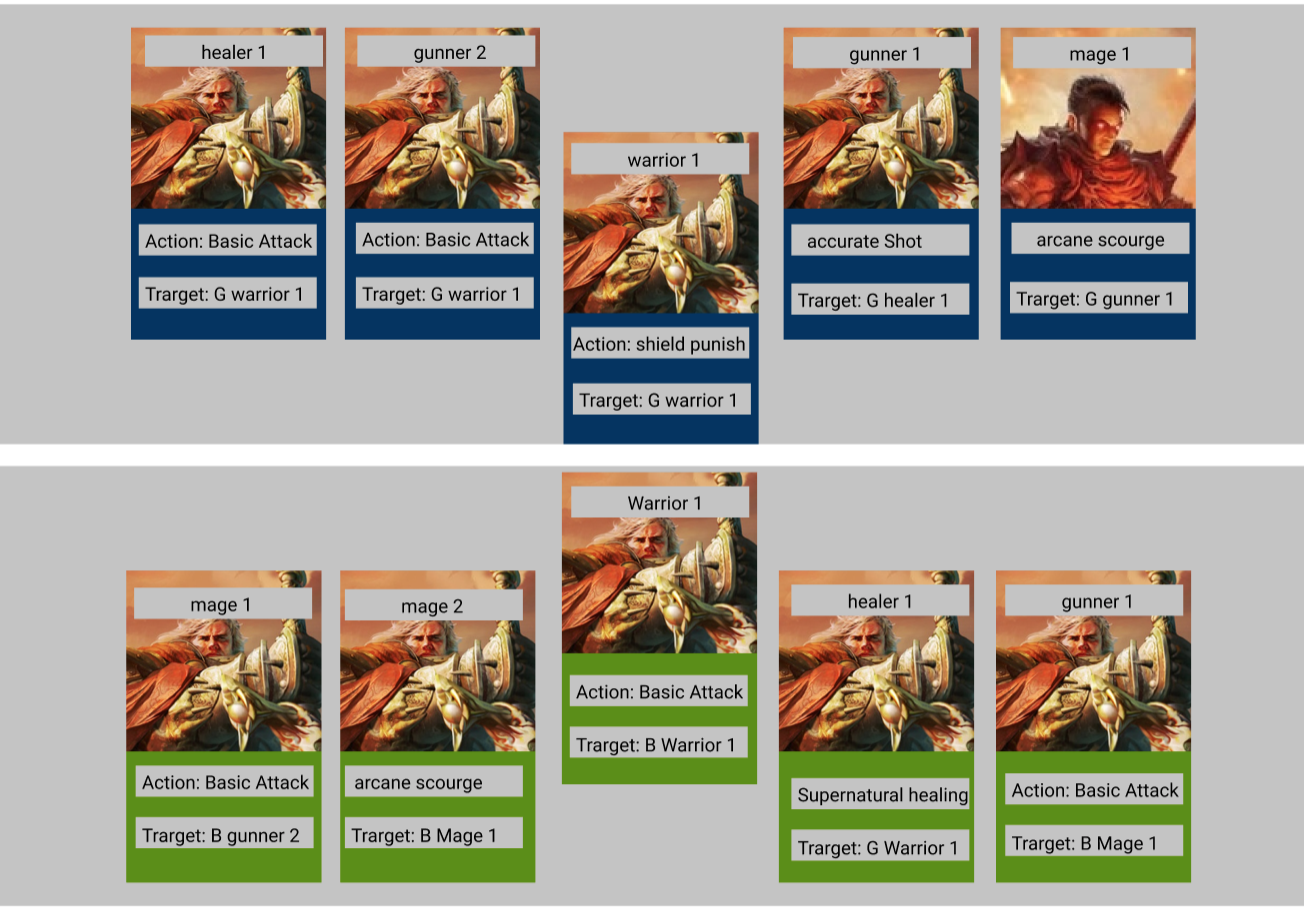 healer 1
gunner 2
gunner 1
mage 1
warrior 1
Action: Basic Attack
Action: Basic Attack
accurate Shot
arcane scourge
Trarget: G warrior 1
Trarget: G warrior 1
Trarget: G healer 1
Trarget: G gunner 1
Action: shield punish
Trarget: G warrior 1
Warrior 1
mage 1
mage 2
healer 1
gunner 1
Action: Basic Attack
Trarget: B Warrior 1
Action: Basic Attack
arcane scourge
Supernatural healing
Action: Basic Attack
Trarget: B gunner 2
Trarget: B Mage 1
Trarget: G Warrior 1
Trarget: B Mage 1